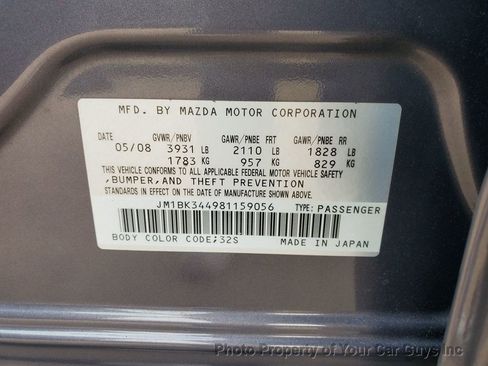 MFD. BY MAZDA MOTOR CORPORATION
DATE GVWR/PNBV GAWR/PNBE FRT GAWR/PNBE RR
05/08 3931 LB 2110 LB 1828 LB
1783 KG 957 KG 829 KG
THIS VEHICLE CONFORMS TO ALL APPLICABLE FEDERAL MOTOR VEHICLE SAFETY
,BUMPER,AND THEFT PREVENTION
STANDARDS IN EFFECT ON THE DATE OF MANUFACTURE SHOWN ABOVE.
JM1BK344981159056 TYPE:PASSENGER
BODY COLOR CODE;32S MADE IN JAPAN
Photo Property of Your Car Guys Inc